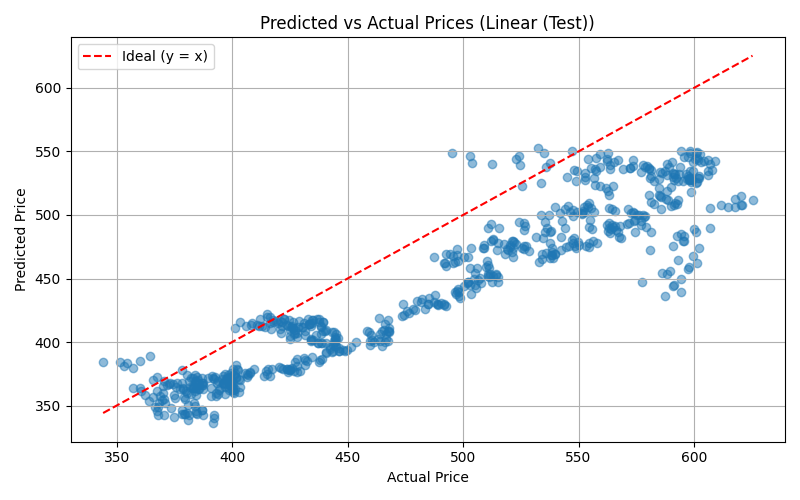 Predicted vs Actual Prices (Linear (Test))
Ideal (y = x)
600
550
500
450
400
350
Predicted Price
350 400 450 500 550 600
Actual Price